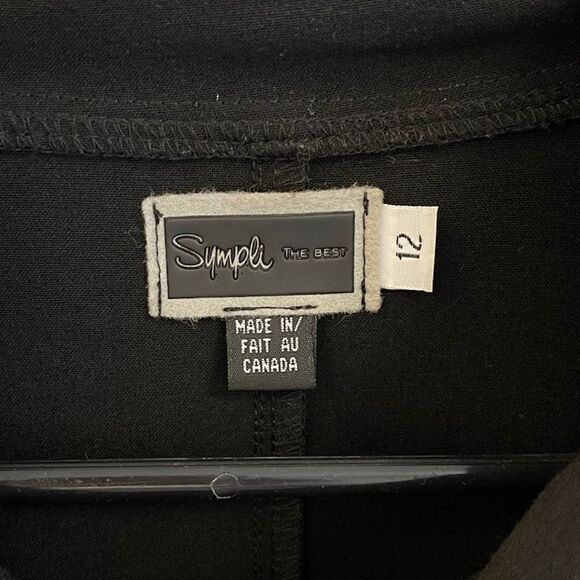 Sympli THE BEST
12
MADE IN/
FAIT AU
CANADA